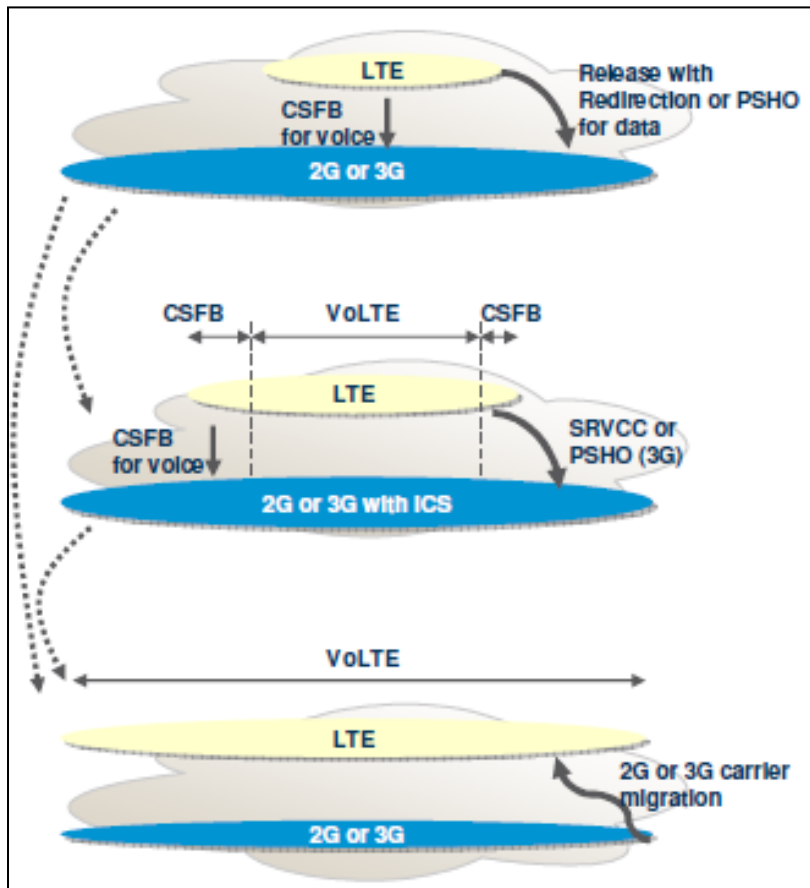 LTE
Release with
Redirection or PSHO
for data
CSFB
for voice
2G or 3G
CSFB
VoLTE
CSFB
LTE
CSFB
for voice
SRVCC or
PSHO (3G)
2G or 3G with ICS
VoLTE
LTE
2G or 3G carrier
migration
2G or 3G